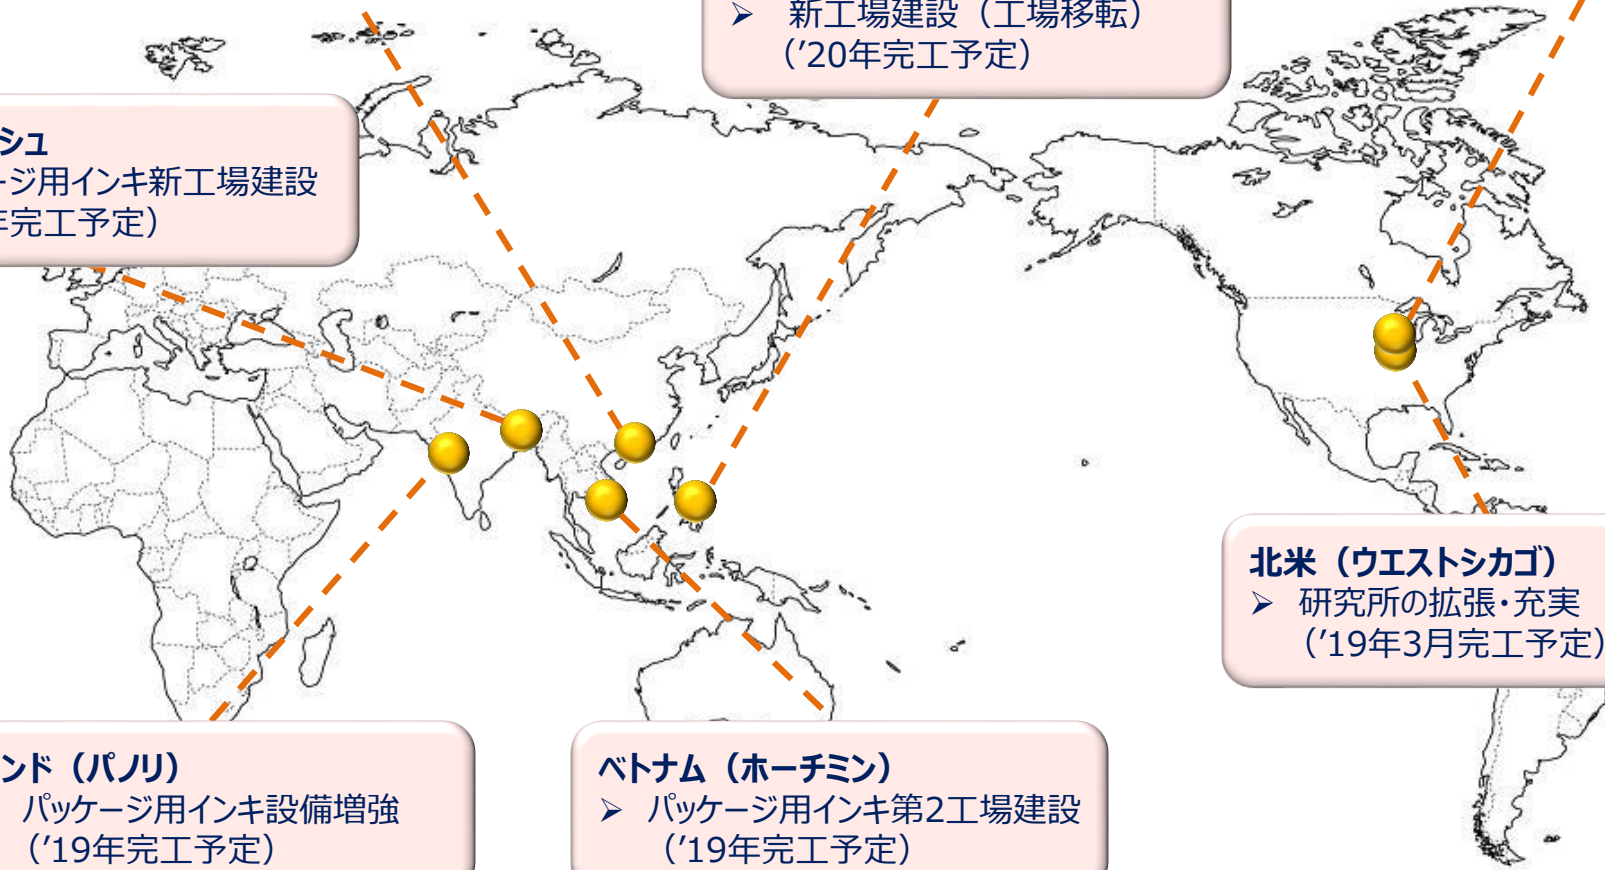 ➢ 新工場建設（工場移転）
（’20年完工予定）
シュ
ージ用インキ新工場建設
年完工予定）
北米（ウエストシカゴ）
➢ 研究所の拡張・充実
（’19年3月完工予定）
ンド（パノリ）
パッケージ用インキ設備増強
（’19年完工予定）
ベトナム（ホーチミン）
➢ パッケージ用インキ第2工場建設
（’19年完工予定）